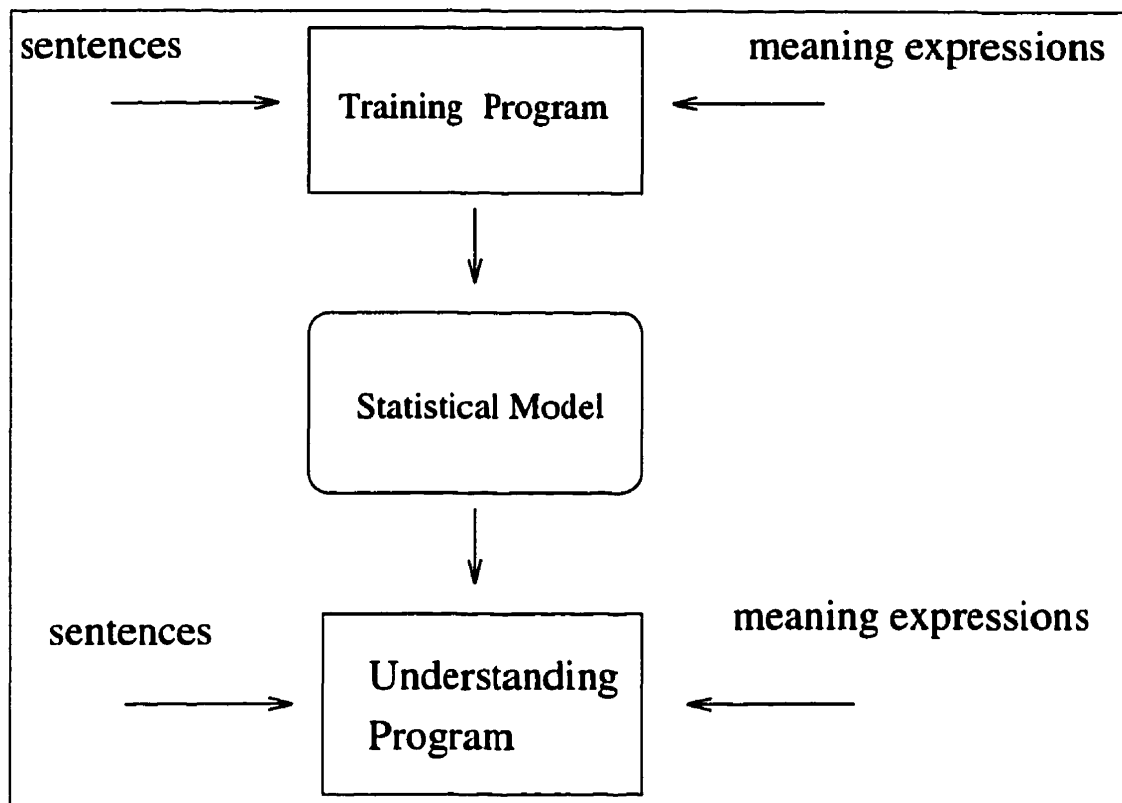 sentences
meaning expressions
Training Program
Statistical Model
sentences
meaning expressions
Understanding
Program